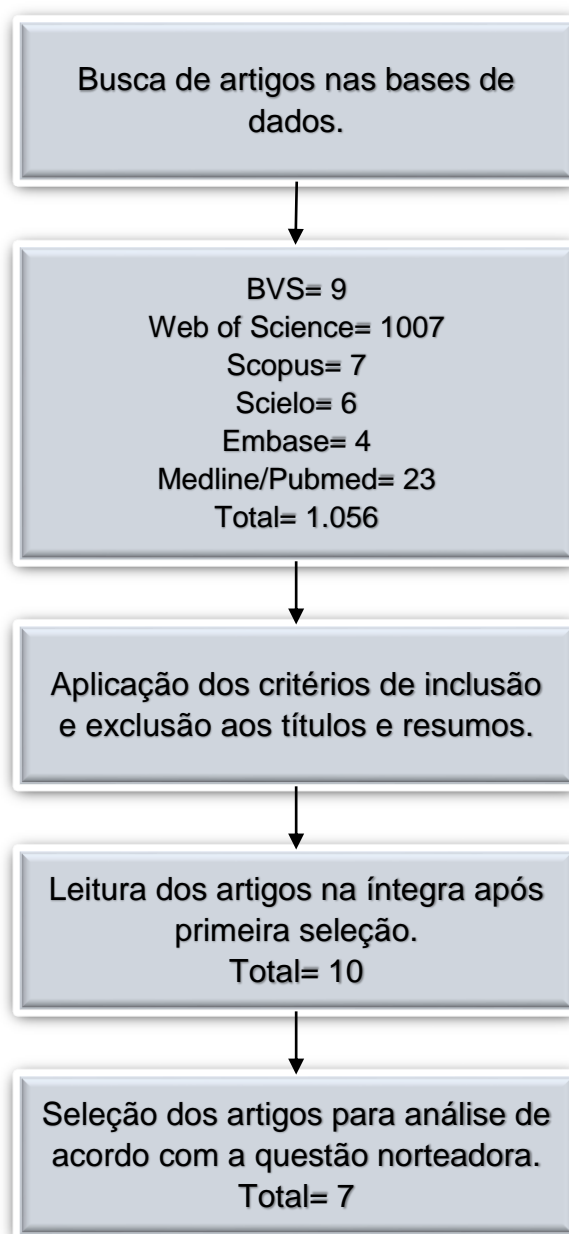 Busca de artigos nas bases de
dados.
BVS= 9
Web of Science= 1007
Scopus= 7
Scielo= 6
Embase= 4
Medline/Pubmed= 23
Total= 1.056
Aplicação dos critérios de inclusão
e exclusão aos títulos e resumos.
Leitura dos artigos na íntegra após
primeira seleção.
Total= 10
Seleção dos artigos para análise de
acordo com a questão norteadora.
Total= 7